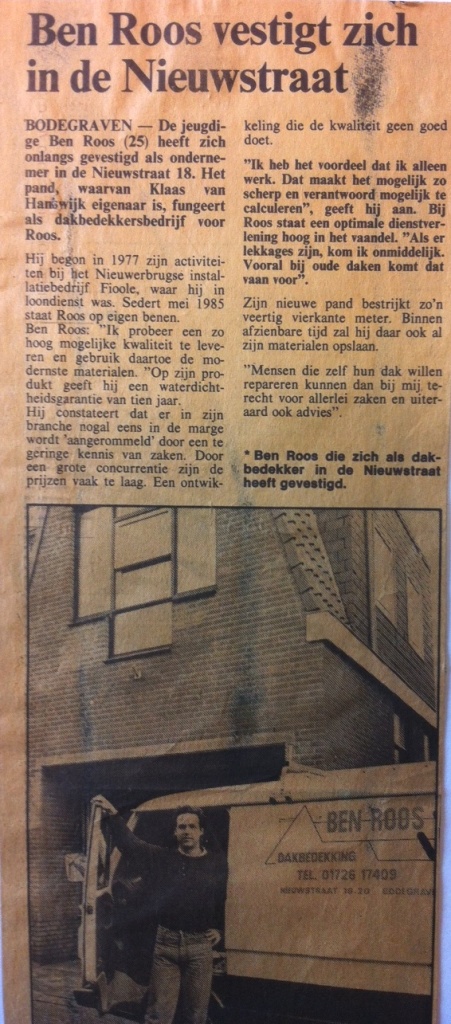 Ben Roos vestigt zich
in de Nieuwstraat
BODEGRAVEN — De jeugdi-
ge Ben Roos (25) heeft zich
onlangs gevestigd als onderne-
mer in de Nieuwstraat 18. Het
pand, waarvan Klaas van
Hanswijk eigenaar is, fungeert
als dakbedekkersbedrijf voor
Roos.
Hij begon in 1977 zijn activitei-
ten bij het Nieuwerbrugse instal-
latiebedrijf Fioole, waar hij in
loondienst was. Sedert mei 1985
staat Roos op eigen benen.
Ben Roos: "Ik probeer een zo
hoog mogelijke kwaliteit te leve-
ren en gebruik daartoe de mo-
dernste materialen. "Op zijn pro-
dukt geeft hij een waterdicht-
heidsgarantie van tien jaar.
Hij constateert dat er in zijn
branche nogal eens in de marge
wordt 'aangerommeld' door een te
geringe kennis van zaken. Door
een grote concurrentie zijn de
prijzen vaak te laag. Een ontwik-
keling die de kwaliteit geen goed
doet.
"Ik heb het voordeel dat ik alleen
werk. Dat maakt het mogelijk zo
scherp en verantwoord mogelijk te
calculeren", geeft hij aan. Bij
Roos staat een optimale dienstver-
lening hoog in het vaandel. "Als er
lekkages zijn, kom ik onmiddelijk.
Vooral bij oude daken komt dat
vaan voor".
Zijn nieuwe pand bestrijkt zo'n
veertig vierkante meter. Binnen
afzienbare tijd zal hij daar ook al
zijn materialen opslaan.
"Mensen die zelf hun dak willen
repareren kunnen dan bij mij te-
recht voor allerlei zaken en uiter-
aard ook advies".
* Ben Roos die zich als dak-
bedekker in de Nieuwstraat
heeft gevestigd.
BEN ROOS
DAKBEDEKKING
TEL. 01726 17409
NIEUWSTRAAT 18-20 BODEGRAVE